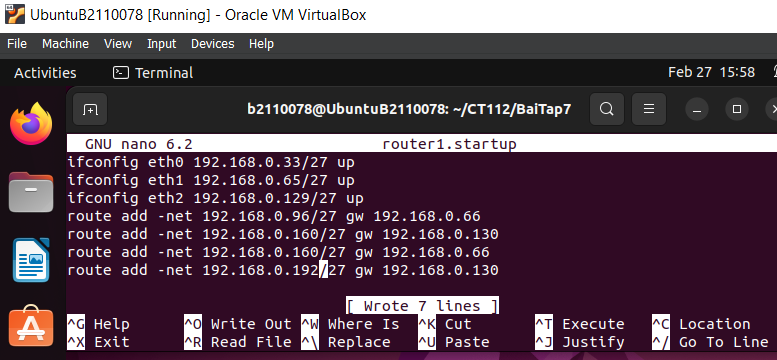 UbuntuB2110078 [Running] - Oracle VM VirtualBox
File Machine View Input Devices Help
Activities Terminal Feb 27 15:58
b2110078@UbuntuB2110078: ~/CT112/BaiTap7
GNU nano 6.2 router1.startup
ifconfig eth0 192.168.0.33/27 up
ifconfig eth1 192.168.0.65/27 up
ifconfig eth2 192.168.0.129/27 up
route add -net 192.168.0.96/27 gw 192.168.0.66
route add -net 192.168.0.160/27 gw 192.168.0.130
route add -net 192.168.0.160/27 gw 192.168.0.66
route add -net 192.168.0.192/27 gw 192.168.0.130
[ Wrote 7 lines ]
^G Help ^O Write Out ^W Where Is ^K Cut ^T Execute ^C Location
^X Exit ^R Read File ^\ Replace ^U Paste ^J Justify ^/ Go To Line